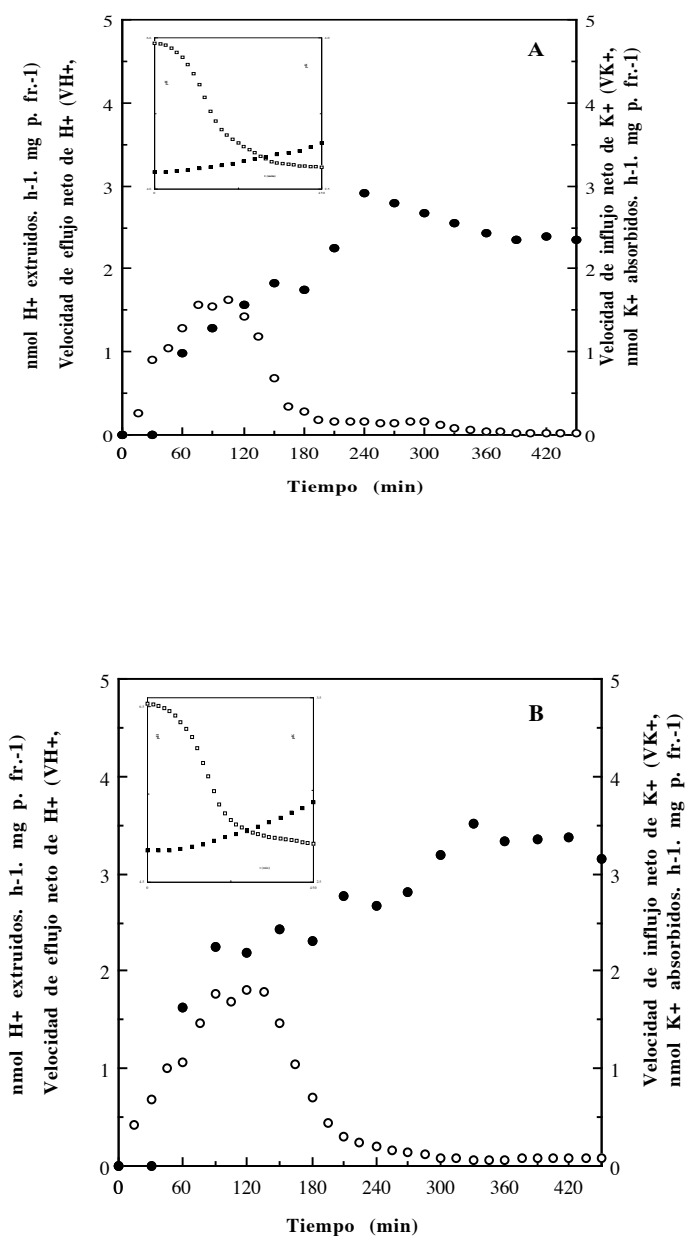 A
nmol H+ extruidos. h-1. mg p. fr.-1)
Velocidad de eflujo neto de H+ (VH+,
5
4
3
2
1
0
5
4
3
2
1
0
Velocidad de influjo neto de K+ (VK+,
nmol K+ absorbidos. h-1. mg p. fr.-1)
0 60 120 180 240 300 360 420
Tiempo (min)
B
nmol H+ extruidos. h-1. mg p. fr.-1)
Velocidad de eflujo neto de H+ (VH+,
5
4
3
2
1
0
5
4
3
2
1
0
Velocidad de influjo neto de K+ (VK+,
nmol K+ absorbidos. h-1. mg p. fr.-1)
0 60 120 180 240 300 360 420
Tiempo (min)